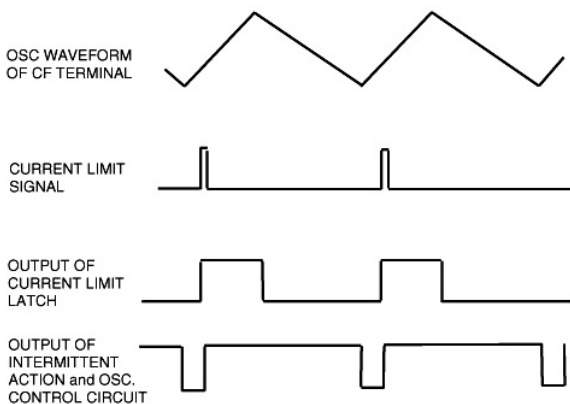 OSC WAVEFORM
OF CF TERMINAL
CURRENT LIMIT
SIGNAL
OUTPUT OF
CURRENT LIMIT
LATCH
OUTPUT OF
INTERMITTENT
ACTION and OSC.
CONTROL CIRCUIT